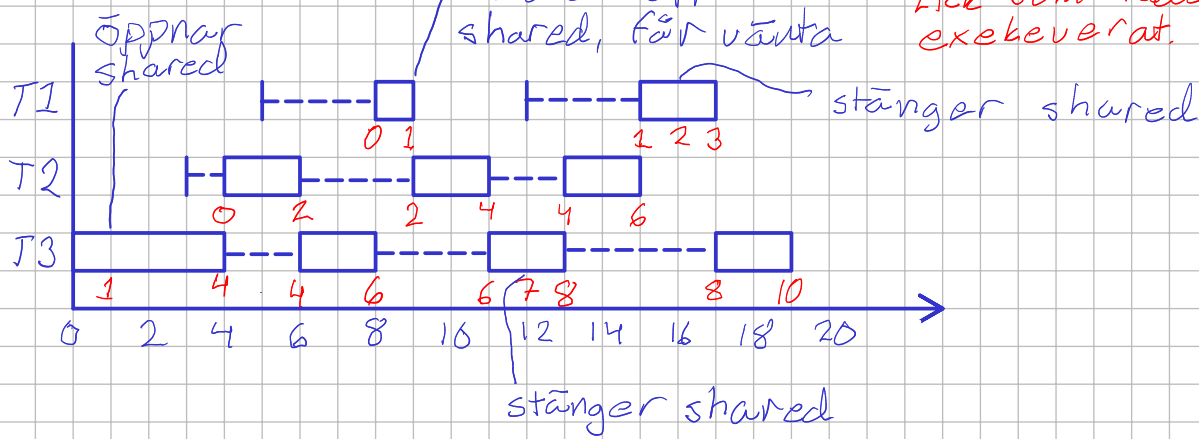 öppnar
shared
shared, får vänta
exekeverat.
T1
stänger shared
0 1
1 2 3
T2
0 2
2 4
4 6
T3
1 4
4 6
6 7 8
8 10
0 2 4 6 8 10 12 14 16 18 20
stänger shared